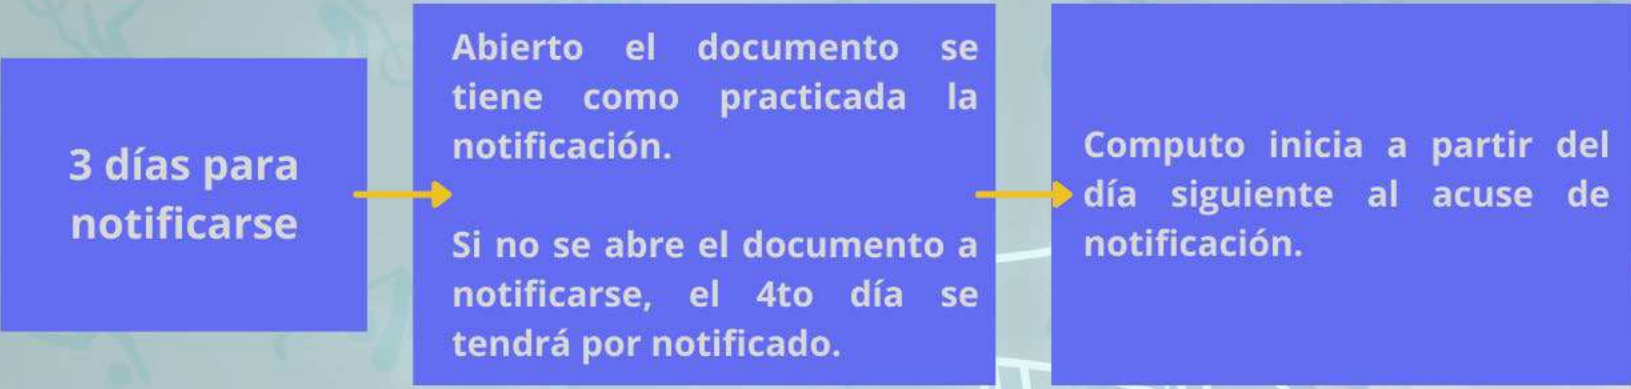 3 días para
notificarse
Abierto el documento se
tiene como practicada la
notificación.
Si no se abre el documento a
notificarse, el 4to día se
tendrá por notificado.
Computo inicia a partir del
día siguiente al acuse de
notificación.